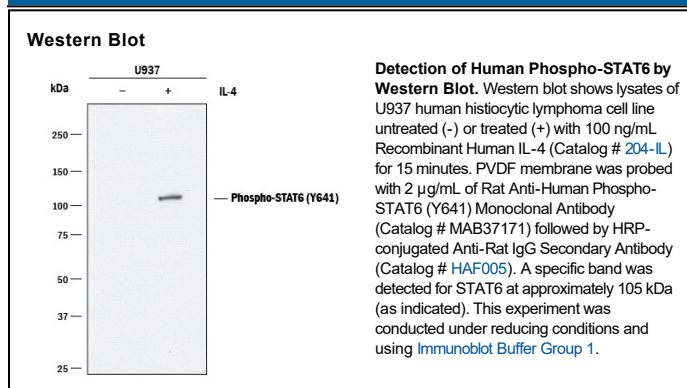 Western Blot
U937
kDa – + IL-4
250
150
100
75
50
37
25
Phospho-STAT6 (Y641)
Detection of Human Phospho-STAT6 by
Western Blot. Western blot shows lysates of
U937 human histiocytic lymphoma cell line
untreated (-) or treated (+) with 100 ng/mL
Recombinant Human IL-4 (Catalog # 204-IL)
for 15 minutes. PVDF membrane was probed
with 2 µg/mL of Rat Anti-Human Phospho-
STAT6 (Y641) Monoclonal Antibody
(Catalog # MAB37171) followed by HRP-
conjugated Anti-Rat IgG Secondary Antibody
(Catalog # HAF005). A specific band was
detected for STAT6 at approximately 105 kDa
(as indicated). This experiment was
conducted under reducing conditions and
using Immunoblot Buffer Group 1.